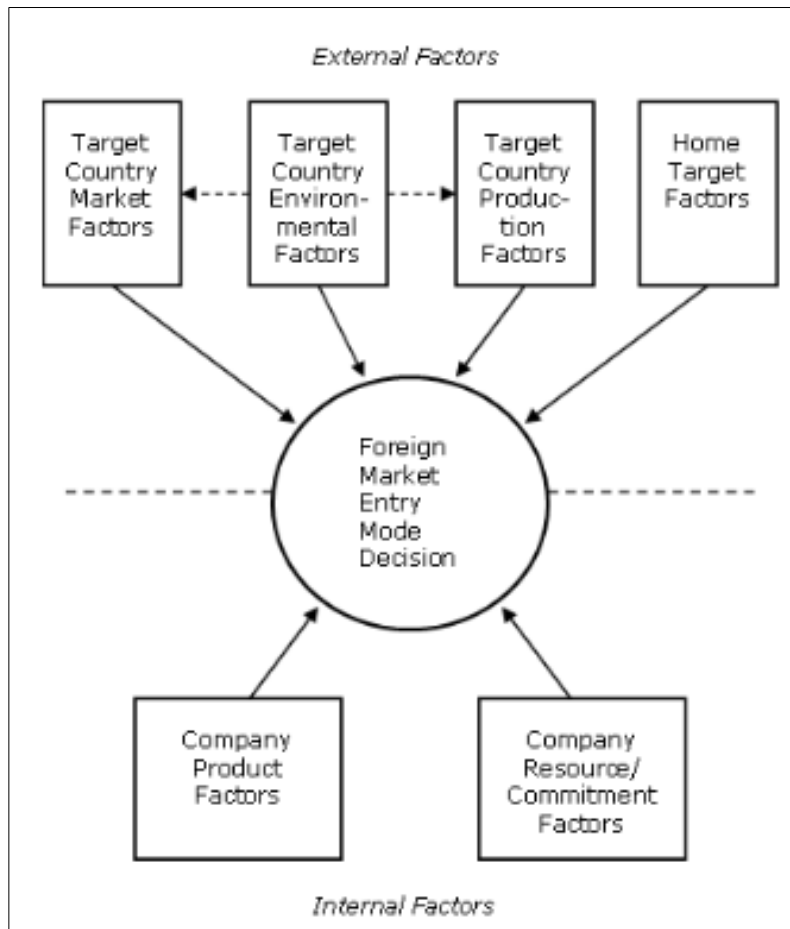 External Factors
Target
Country
Market
Factors
Target
Country
Environ-
mental
Factors
Target
Country
Produc-
tion
Factors
Home
Target
Factors
Foreign
Market
Entry
Mode
Decision
Company
Product
Factors
Company
Resource/
Commitment
Factors
Internal Factors